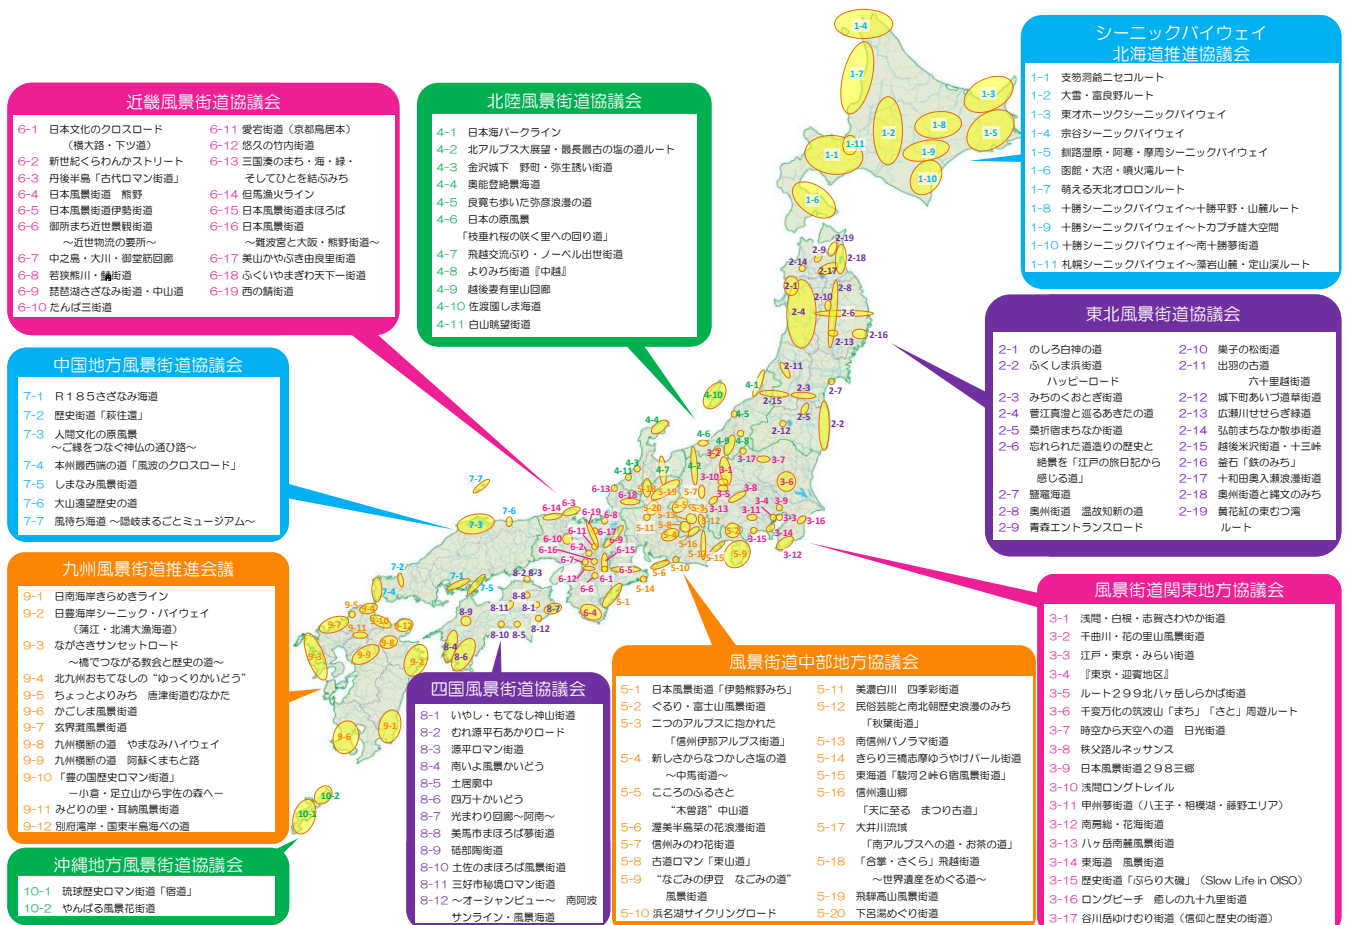 シーニックバイウェイ
北海道推進協議会
1-1 支笏洞爺ニセコルート
1-2 大雪・富良野ルート
1-3 東オホーツクシーニックバイウェイ
1-4 宗谷シーニックバイウェイ
1-5 釧路湿原・阿寒・摩周シーニックバイウェイ
1-6 函館・大沼・噴火湾ルート
1-7 萌える天北オロロンルート
1-8 十勝シーニックバイウェイ～十勝平野・山麓ルート
1-9 十勝シーニックバイウェイ～トカプチ雄大空間
1-10 十勝シーニックバイウェイ～南十勝夢街道
1-11 札幌シーニックバイウェイ～藻岩山麓・定山渓ルート
近畿風景街道協議会
6-1 日本文化のクロスロード
（横大路・下ツ道）
6-2 新世紀くらわんかストリート
6-3 丹後半島「古代ロマン街道」
6-4 日本風景街道 熊野
6-5 日本風景街道伊勢街道
6-6 御所まち近世景観街道
～近世物流の要所～
6-7 中之島・大川・御堂筋回廊
6-8 若狭熊川・鯖街道
6-9 琵琶湖さざなみ街道・中山道
6-10 たんば三街道
6-11 愛宕街道（京都鳥居本）
6-12 悠久の竹内街道
6-13 三国湊のまち・海・緑・
そしてひとを結ぶみち
6-14 但馬漁火ライン
6-15 日本風景街道まほろば
6-16 日本風景街道
～難波宮と大阪・熊野街道～
6-17 美山かやぶき由良里街道
6-18 ふくいやまぎわ天下一街道
6-19 西の鯖街道
北陸風景街道協議会
4-1 日本海パークライン
4-2 北アルプス大展望・最長最古の塩の道ルート
4-3 金沢城下 野町・弥生誘い街道
4-4 奥能登絶景海道
4-5 良寛も歩いた弥彦浪漫の道
4-6 日本の原風景
「枝垂れ桜の咲く里への回り道」
4-7 飛越交流ぶり・ノーベル出世街道
4-8 よりみち街道『中越』
4-9 越後妻有里山回廊
4-10 佐渡國しま海道
4-11 白山眺望街道
東北風景街道協議会
2-1 のしろ白神の道
2-2 ふくしま浜街道
ハッピーロード
2-3 みちのくおとぎ街道
2-4 菅江真澄と巡るあきたの道
2-5 桑折宿まちなか街道
2-6 忘れられた道造りの歴史と
絶景を「江戸の旅日記から
感じる道」
2-7 鹽竈海道
2-8 奥州街道 温故知新の道
2-9 青森エントランスロード
2-10 巣子の松街道
2-11 出羽の古道
六十里越街道
2-12 城下町あいづ道草街道
2-13 広瀬川せせらぎ緑道
2-14 弘前まちなか散歩街道
2-15 越後米沢街道・十三峠
2-16 釜石「鉄のみち」
2-17 十和田奥入瀬浪漫街道
2-18 奥州街道と縄文のみち
2-19 黄花紅の東むつ湾
ルート
中国地方風景街道協議会
7-1 Ｒ１８５さざなみ海道
7-2 歴史街道「萩往還」
7-3 人間文化の原風景
～ご縁をつなぐ神仏の通ひ路～
7-4 本州最西端の道「風波のクロスロード」
7-5 しまなみ風景街道
7-6 大山遠望歴史の道
7-7 風待ち海道 ～隠岐まるごとミュージアム～
九州風景街道推進会議
9-1 日南海岸きらめきライン
9-2 日豊海岸シーニック・バイウェイ
（蒲江・北浦大漁海道）
9-3 ながさきサンセットロード
～橋でつながる教会と歴史の道～
9-4 北九州おもてなしの“ゆっくりかいどう”
9-5 ちょっとよりみち 唐津街道むなかた
9-6 かごしま風景街道
9-7 玄界灘風景街道
9-8 九州横断の道 やまなみハイウェイ
9-9 九州横断の道 阿蘇くまもと路
9-10 「豊の国歴史ロマン街道」
－小倉・足立山から宇佐の森へ－
9-11 みどりの里・耳納風景街道
9-12 別府湾岸・国東半島海べの道
沖縄地方風景街道協議会
10-1 琉球歴史ロマン街道「宿道」
10-2 やんばる風景花街道
四国風景街道協議会
8-1 いやし・もてなし神山街道
8-2 むれ源平石あかりロード
8-3 源平ロマン街道
8-4 南いよ風景かいどう
8-5 土居廓中
8-6 四万十かいどう
8-7 光まわり回廊～阿南～
8-8 美馬市まほろば夢街道
8-9 砥部陶街道
8-10 土佐のまほろば風景街道
8-11 三好市秘境ロマン街道
8-12 ～オーシャンビュー～ 南阿波
サンライン・風景海道
風景街道中部地方協議会
5-1 日本風景街道「伊勢熊野みち」
5-2 ぐるり・富士山風景街道
5-3 二つのアルプスに抱かれた
「信州伊那アルプス街道」
5-4 新しさからなつかしさ塩の道
～中馬街道～
5-5 こころのふるさと
“木曽路”中山道
5-6 渥美半島菜の花浪漫街道
5-7 信州みのわ花街道
5-8 古道ロマン「東山道」
5-9 “なごみの伊豆 なごみの道”
風景街道
5-10 浜名湖サイクリングロード
5-11 美濃白川 四季彩街道
5-12 民俗芸能と南北朝歴史浪漫のみち
「秋葉街道」
5-13 南信州パノラマ街道
5-14 きらり三橋志摩ゆうやけパール街道
5-15 東海道「駿河２峠６宿風景街道」
5-16 信州遠山郷
「天に至る まつり古道」
5-17 大井川流域
「南アルプスへの道・お茶の道」
5-18 「合掌・さくら」飛越街道
～世界遺産をめぐる道～
5-19 飛騨高山風景街道
5-20 下呂湯めぐり街道
風景街道関東地方協議会
3-1 浅間・白根・志賀さわやか街道
3-2 千曲川・花の里山風景街道
3-3 江戸・東京・みらい街道
3-4 『東京・迎賓地区』
3-5 ルート２９９北八ヶ岳しらかば街道
3-6 千変万化の筑波山「まち」「さと」周遊ルート
3-7 時空から天空への道 日光街道
3-8 秩父路ルネッサンス
3-9 日本風景街道２９８三郷
3-10 浅間ロングトレイル
3-11 甲州夢街道（八王子・相模湖・藤野エリア）
3-12 南房総・花海街道
3-13 八ヶ岳南麓風景街道
3-14 東海道 風景街道
3-15 歴史街道「ぶらり大磯」（Slow Life in OISO）
3-16 ロングビーチ 癒しの九十九里街道
3-17 谷川岳ゆけむり街道（信仰と歴史の街道）